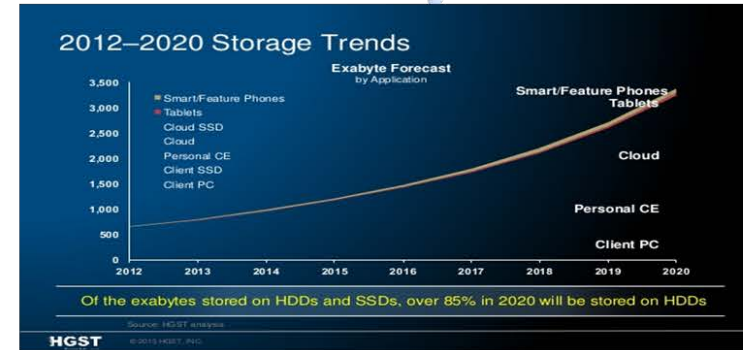 2012–2020 Storage Trends
Exabyte Forecast
by Application
3,500
3,000
2,500
2,000
1,500
1,000
500
0
Smart/Feature Phones
Tablets
Cloud SSD
Cloud
Personal CE
Client SSD
Client PC
Smart/Feature Phones
Tablets
Cloud
Personal CE
Client PC
2012 2013 2014 2015 2016 2017 2018 2019 2020
Of the exabytes stored on HDDs and SSDs, over 85% in 2020 will be stored on HDDs
Source: HGST analysis
HGST
© 2013 HGST, INC.